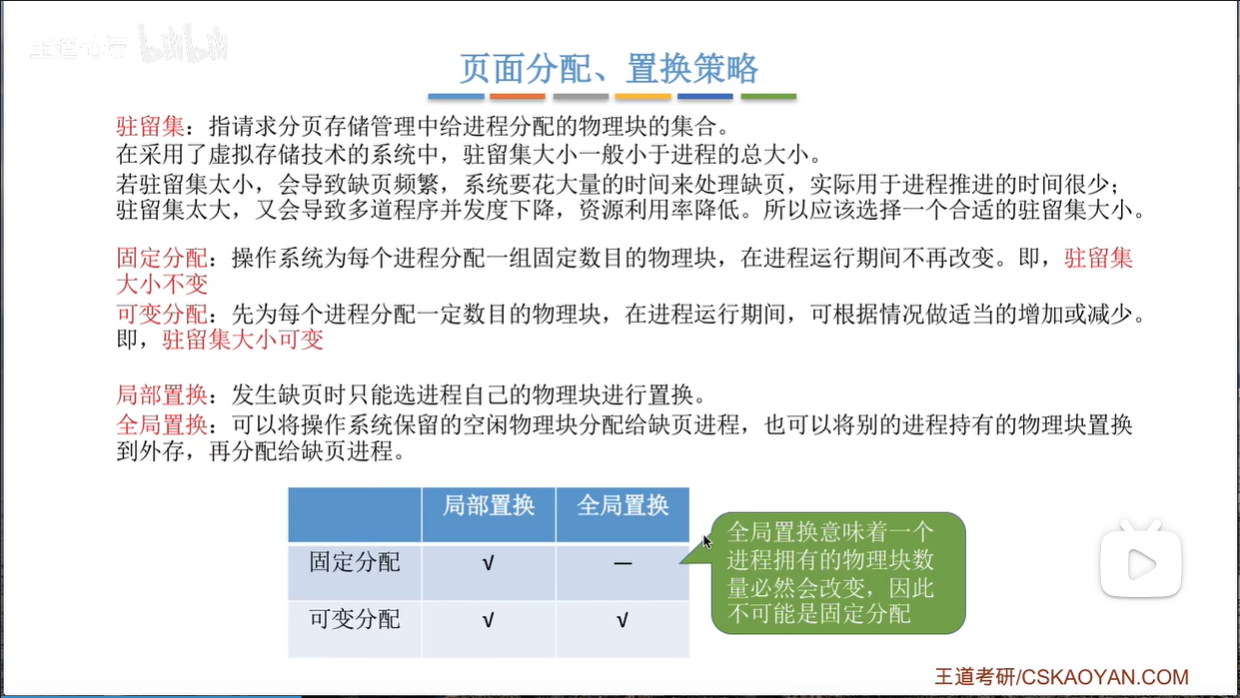 王道论坛 bilibili
页面分配、置换策略
驻留集：指请求分页存储管理中给进程分配的物理块的集合。
在采用了虚拟存储技术的系统中，驻留集大小一般小于进程的总大小。
若驻留集太小，会导致缺页频繁，系统要花大量的时间来处理缺页，实际用于进程推进的时间很少；
驻留集太大，又会导致多道程序并发度下降，资源利用率降低。所以应该选择一个合适的驻留集大小。
固定分配：操作系统为每个进程分配一组固定数目的物理块，在进程运行期间不再改变。即，驻留集
大小不变
可变分配：先为每个进程分配一定数目的物理块，在进程运行期间，可根据情况做适当的增加或减少。
即，驻留集大小可变
局部置换：发生缺页时只能选进程自己的物理块进行置换。
全局置换：可以将操作系统保留的空闲物理块分配给缺页进程，也可以将别的进程持有的物理块置换
到外存，再分配给缺页进程。
局部置换 全局置换
固定分配 √ —
可变分配 √ √
全局置换意味着一个
进程拥有的物理块数
量必然会改变，因此
不可能是固定分配
王道考研/CSKAOYAN.COM